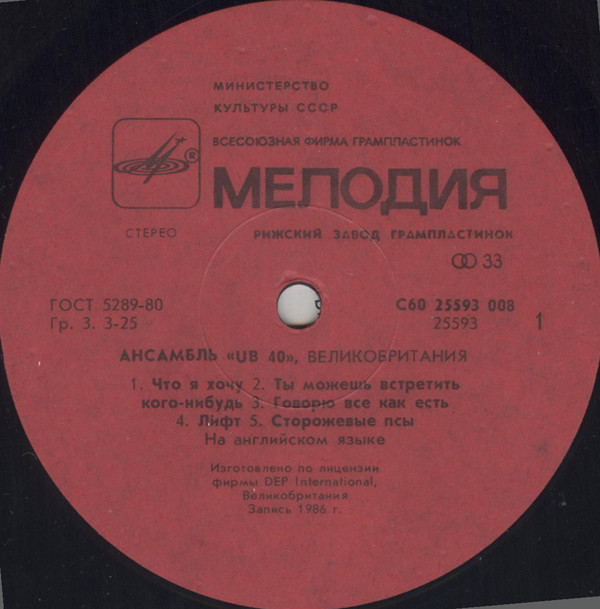 МИНИСТЕРСТВО
КУЛЬТУРЫ СССР
ВСЕСОЮЗНАЯ ФИРМА ГРАМПЛАСТИНОК
®
МЕЛОДИЯ
СТЕРЕО
РИЖСКИЙ ЗАВОД ГРАМПЛАСТИНОК
33
ГОСТ 5289-80
Гр. 3. 3-25
С60 25593 008
25593
1
АНСАМБЛЬ «UB 40», ВЕЛИКОБРИТАНИЯ
1. Что я хочу 2. Ты можешь встретить
кого-нибудь 3. Говорю все как есть
4. Лифт 5. Сторожевые псы
На английском языке
Изготовлено по лицензии
фирмы DEP International,
Великобритания
Запись 1986 г.